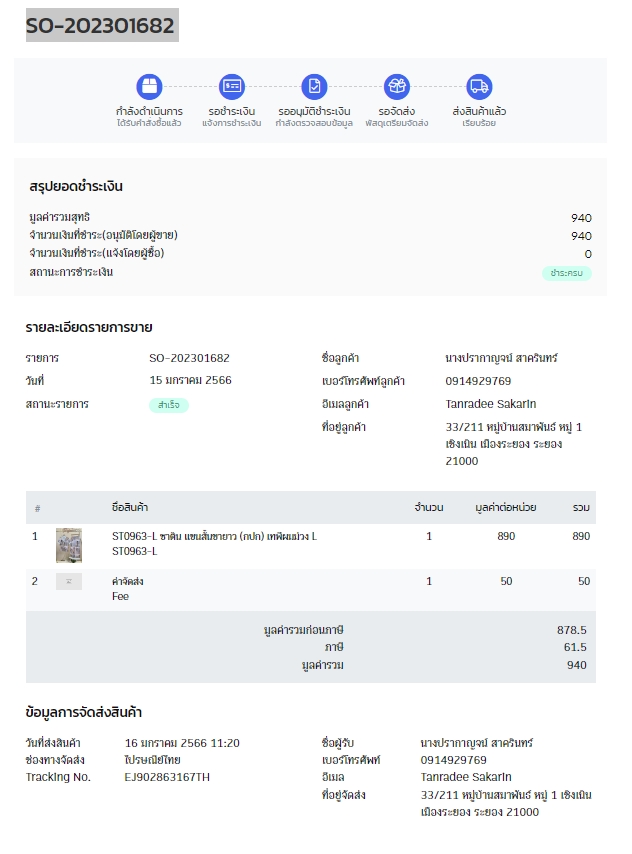 SO-202301682
กำลังดำเนินการ รอชำระเงิน รออนุมัติชำระเงิน รอจัดส่ง ส่งสินค้าแล้ว
ได้รับคำสั่งซื้อแล้ว แจ้งการชำระเงิน กำลังตรวจสอบข้อมูล พัสดุเตรียมจัดส่ง เรียบร้อย
สรุปยอดชำระเงิน
มูลค่ารวมสุทธิ 940
จำนวนเงินที่ชำระ(อนุมัติโดยผู้ขาย) 940
จำนวนเงินที่ชำระ(แจ้งโดยผู้ซื้อ) 0
สถานะการชำระเงิน ชำระครบ
รายละเอียดรายการขาย
รายการ SO-202301682 ชื่อลูกค้า นางปรากาญจน์ สาครินทร์
วันที่ 15 มกราคม 2566 เบอร์โทรศัพท์ลูกค้า 0914929769
สถานะรายการ สำเร็จ อีเมลลูกค้า Tanradee Sakarin
ที่อยู่ลูกค้า 33/211 หมู่บ้านสมาพันธ์ หมู่ 1
เชิงเนิน เมืองระยอง ระยอง
21000
# ชื่อสินค้า จำนวน มูลค่าต่อหน่วย รวม
1 ST0963-L ซาติน แขนสั้นขายาว (กปก) เทพีผมม่วง L 1 890 890
ST0963-L
2 ค่าจัดส่ง 1 50 50
Fee
มูลค่ารวมก่อนภาษี 878.5
ภาษี 61.5
มูลค่ารวม 940
ข้อมูลการจัดส่งสินค้า
วันที่ส่งสินค้า 16 มกราคม 2566 11:20 ชื่อผู้รับ นางปรากาญจน์ สาครินทร์
ช่องทางจัดส่ง ไปรษณีย์ไทย เบอร์โทรศัพท์ 0914929769
Tracking No. EJ902863167TH อีเมล Tanradee Sakarin
ที่อยู่จัดส่ง 33/211 หมู่บ้านสมาพันธ์ หมู่ 1 เชิงเนิน
เมืองระยอง ระยอง 21000